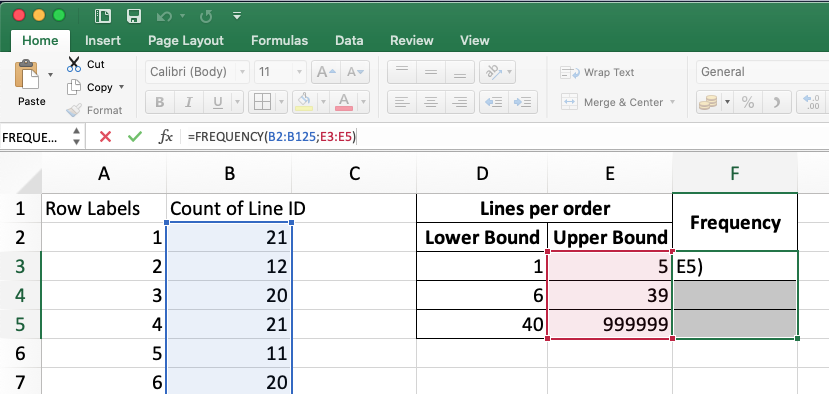 Home Insert Page Layout Formulas Data Review View
Paste
Cut
Copy
Format
Calibri (Body) 11 A A
B I U A
Wrap Text
Merge & Center
General
% .0 .00
FREQUE... fx =FREQUENCY(B2:B125;E3:E5)
A B C D E F
1 Row Labels Count of Line ID Lines per order Frequency
2 1 21 Lower Bound Upper Bound
3 2 12 1 5 E5)
4 3 20 6 39
5 4 21 40 999999
6 5 11
7 6 20